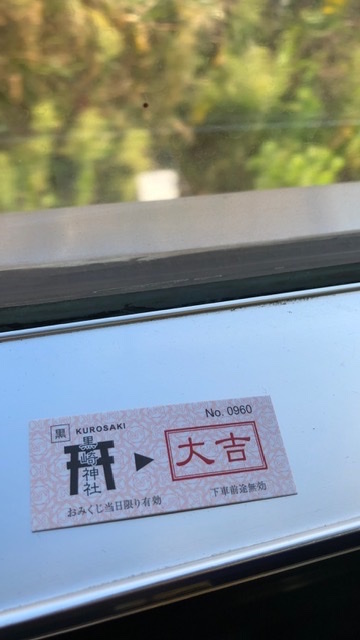 黒 KUROSAKI
No. 0960
黒崎神社
▶
大吉
おみくじ当日限り有効
下車前途無効